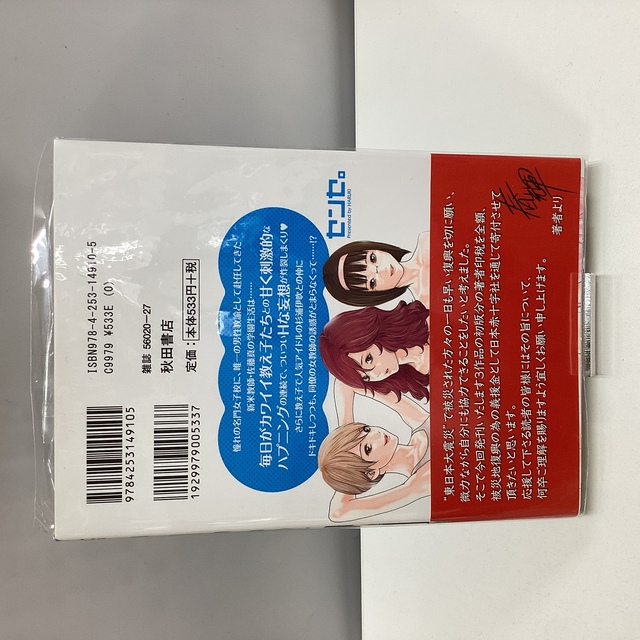 ISBN978-4-253-14910-5
C9979 ¥533E (0)
雑誌 56020-27
秋田書店
定価:本体533円+税
9784253149105
1929979005337
憧れの名門女子校に、唯一の男性教諭として赴任してきた
新米教師・佐藤真の学園生活は……
毎日がカワイイ教え子たちとの甘く刺激的な
ハプニングの連続で、ついついHな妄想が炸裂しまくり♥
さらに教え子で人気アイドルの杉浦伊吹との仲に
ドキドキしつつも、同僚の女教師の誘惑がとまらなくって……!?
センセ。
Presented by HARUKI
“東日本大震災”で被災された方々の一日も早い復興を切に願い、
微力ながら自分にも協力できることをしたいと考えました。
そこで今回発刊いたします2作品の初版分の著者印税を全額、
被災地復興の為の義援金として日本赤十字社を通じて寄付させて
頂きたいと思います。
応援して下る読者の皆様にはその旨について、
何卒ご理解を賜りますよう宜しくお願い申し上げます。
著者より